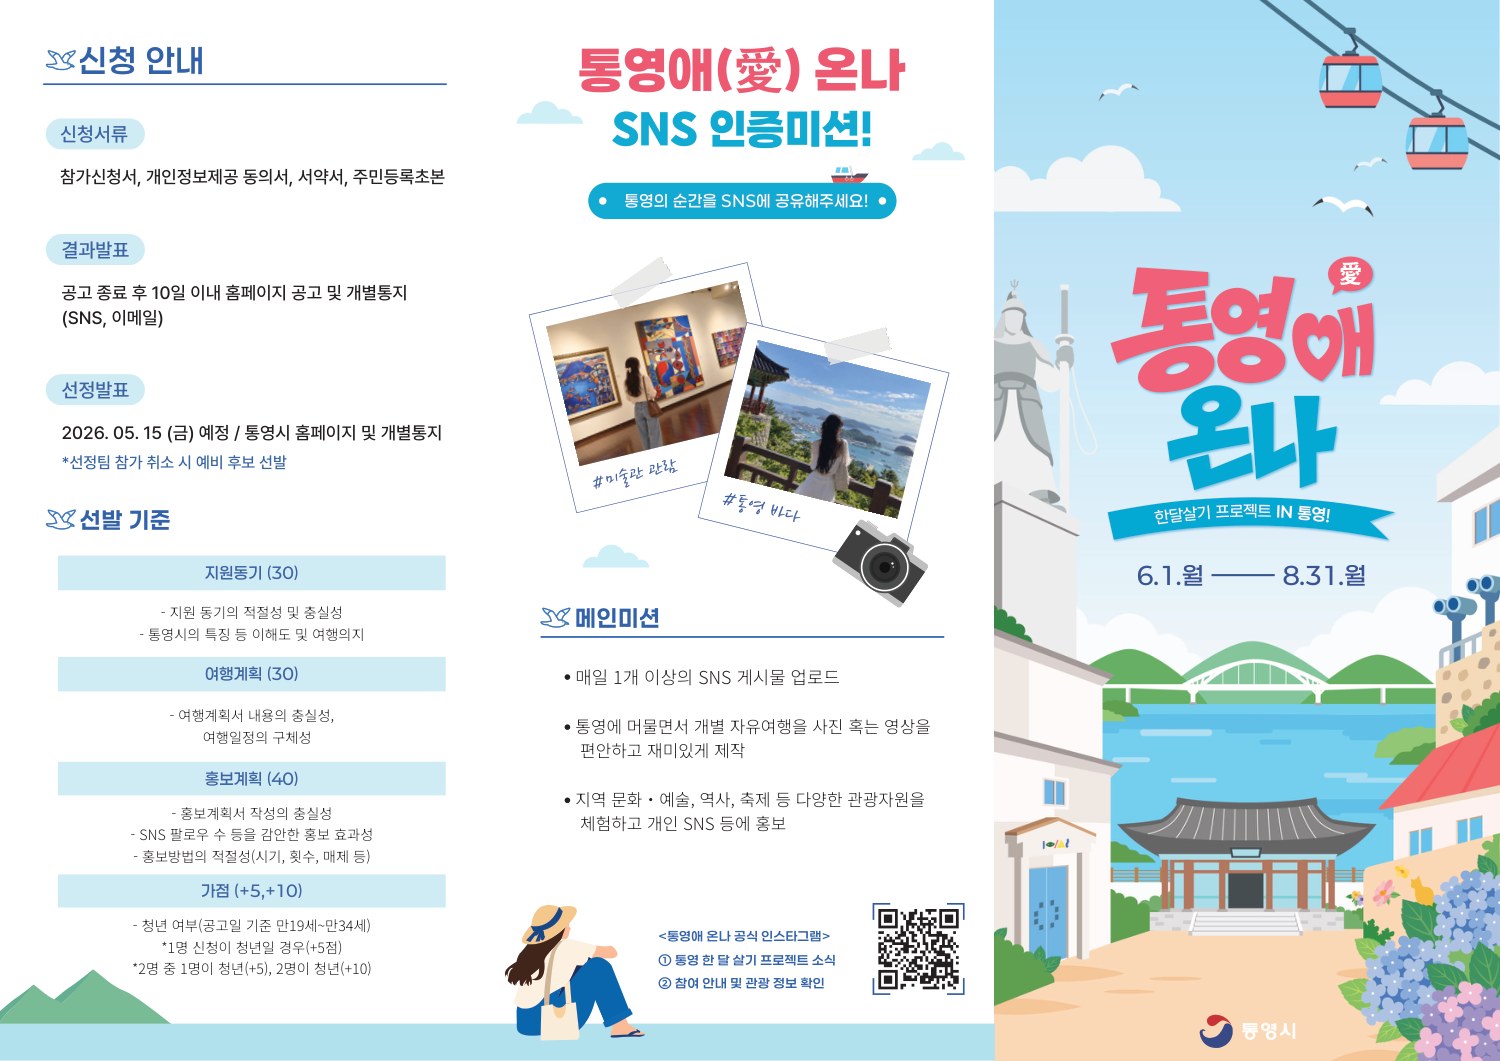 신청 안내
신청서류
참가신청서, 개인정보제공 동의서, 서약서, 주민등록초본
결과발표
공고 종료 후 10일 이내 홈페이지 공고 및 개별통지
(SNS, 이메일)
선정발표
2026. 05. 15 (금) 예정 / 통영시 홈페이지 및 개별통지
*선정팀 참가 취소 시 예비 후보 선발
선발 기준
지원동기 (30)
- 지원 동기의 적절성 및 충실성
- 통영시의 특징 등 이해도 및 여행의지
여행계획 (30)
- 여행계획서 내용의 충실성,
여행일정의 구체성
홍보계획 (40)
- 홍보계획서 작성의 충실성
- SNS 팔로우 수 등을 감안한 홍보 효과성
- 홍보방법의 적절성(시기, 횟수, 매제 등)
가점 (+5,+10)
- 청년 여부(공고일 기준 만19세~만34세)
*1명 신청이 청년일 경우(+5점)
*2명 중 1명이 청년(+5), 2명이 청년(+10)
통영애(愛) 온나
SNS 인증미션!
통영의 순간을 SNS에 공유해주세요!
#미술관 관람
#통영 바다
메인미션
• 매일 1개 이상의 SNS 게시물 업로드
• 통영에 머물면서 개별 자유여행을 사진 혹는 영상을
편안하고 재미있게 제작
• 지역 문화・예술, 역사, 축제 등 다양한 관광자원을
체험하고 개인 SNS 등에 홍보
<통영애 온나 공식 인스타그램>
① 통영 한 달 살기 프로젝트 소식
② 참여 안내 및 관광 정보 확인
愛
통영애
온나
한달살기 프로젝트 IN 통영!
6.1.월 — 8.31.월
통영시